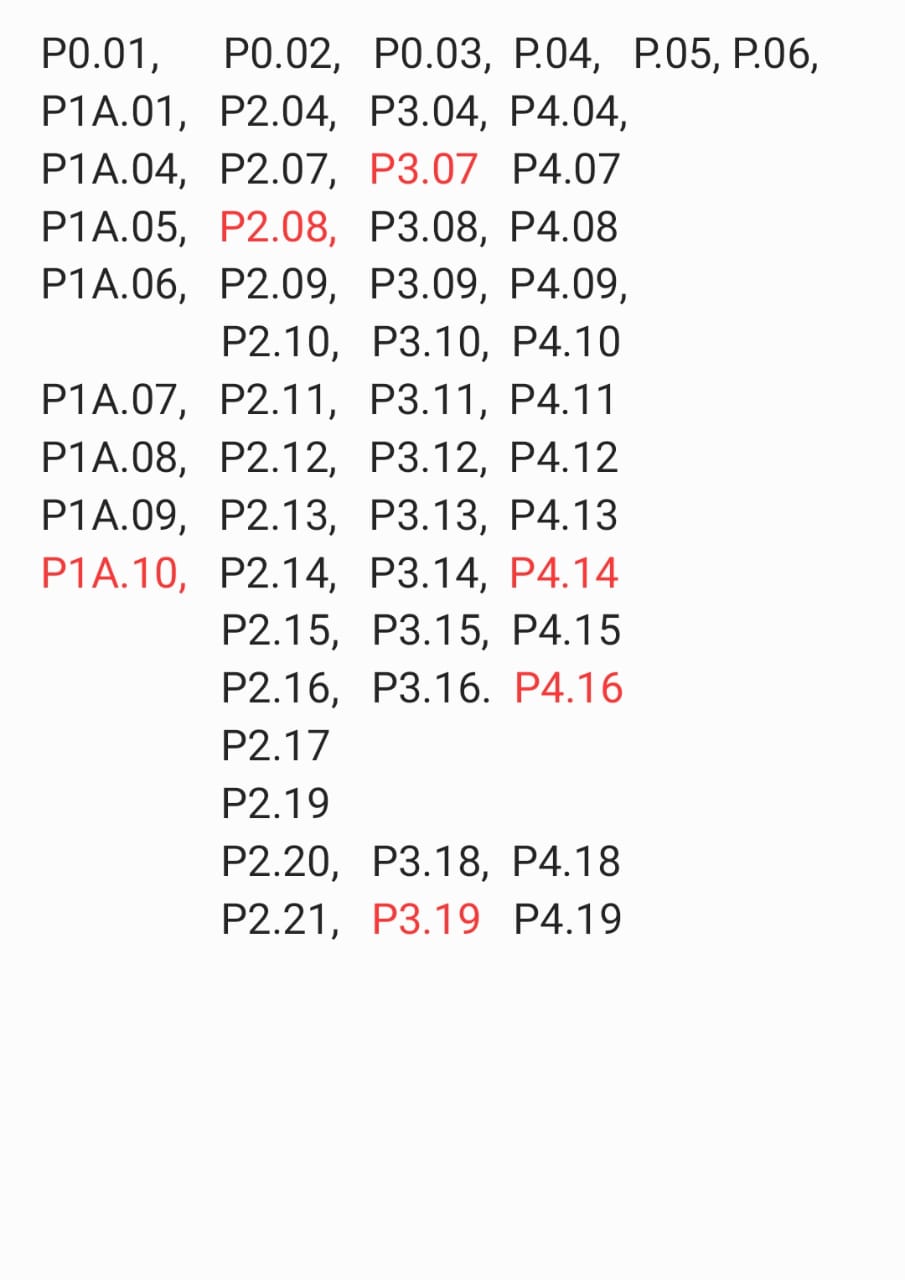 P0.01, P0.02, P0.03, P.04, P.05, P.06,
P1A.01, P2.04, P3.04, P4.04,
P1A.04, P2.07, P3.07 P4.07
P1A.05, P2.08, P3.08, P4.08
P1A.06, P2.09, P3.09, P4.09,
P2.10, P3.10, P4.10
P1A.07, P2.11, P3.11, P4.11
P1A.08, P2.12, P3.12, P4.12
P1A.09, P2.13, P3.13, P4.13
P1A.10, P2.14, P3.14, P4.14
P2.15, P3.15, P4.15
P2.16, P3.16. P4.16
P2.17
P2.19
P2.20, P3.18, P4.18
P2.21, P3.19 P4.19